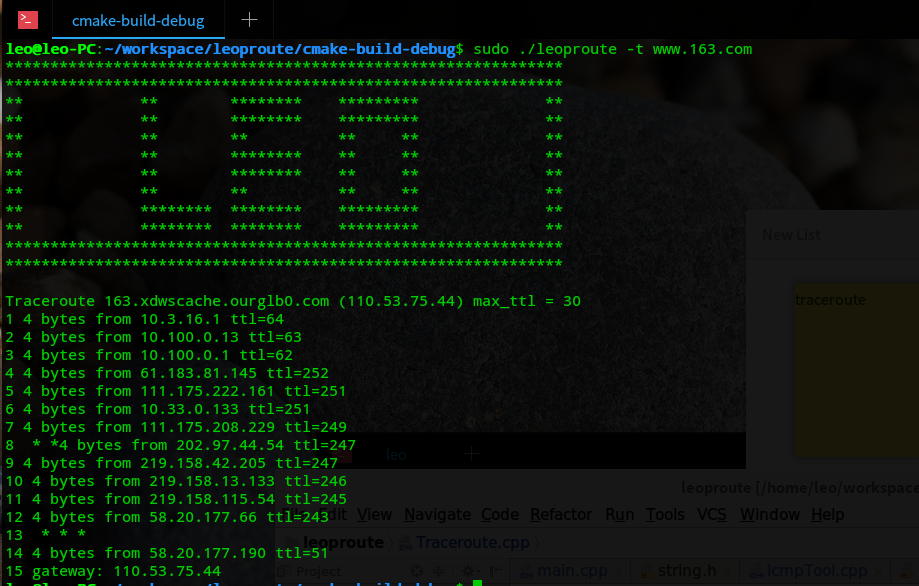 cmake-build-debug
leo@leo-PC:~/workspace/leoproute/cmake-build-debug$ sudo ./leoproute -t www.163.com
**************************************************************
**************************************************************
**             **        ********    *********              **
**             **        ********    *********              **
**             **        **          **     **              **
**             **        ********    **     **              **
**             **        ********    **     **              **
**             **        **          **     **              **
**             ********  ********    *********              **
**             ********  ********    *********              **
**************************************************************
**************************************************************
New List
traceroute
Traceroute 163.xdwscache.ourglb0.com (110.53.75.44) max_ttl = 30
1 4 bytes from 10.3.16.1 ttl=64
2 4 bytes from 10.100.0.13 ttl=63
3 4 bytes from 10.100.0.1 ttl=62
4 4 bytes from 61.183.81.145 ttl=252
5 4 bytes from 111.175.222.161 ttl=251
6 4 bytes from 10.33.0.133 ttl=251
7 4 bytes from 111.175.208.229 ttl=249
8  * *4 bytes from 202.97.44.54 ttl=247
leo
9 4 bytes from 219.158.42.205 ttl=247
10 4 bytes from 219.158.13.133 ttl=246
leoproute [/home/leo/workspace
11 4 bytes from 219.158.115.54 ttl=245
Edit View Navigate Code Refactor Run Tools VCS Window Help
12 4 bytes from 58.20.177.66 ttl=243
13  * * *
leoproute Traceroute.cpp
14 4 bytes from 58.20.177.190 ttl=51
15 gateway: 110.53.75.44
Project main.cpp string.h IcmpTool.cpp
leo@leo-PC:~/workspace/leoproute/cmake-build-debug$